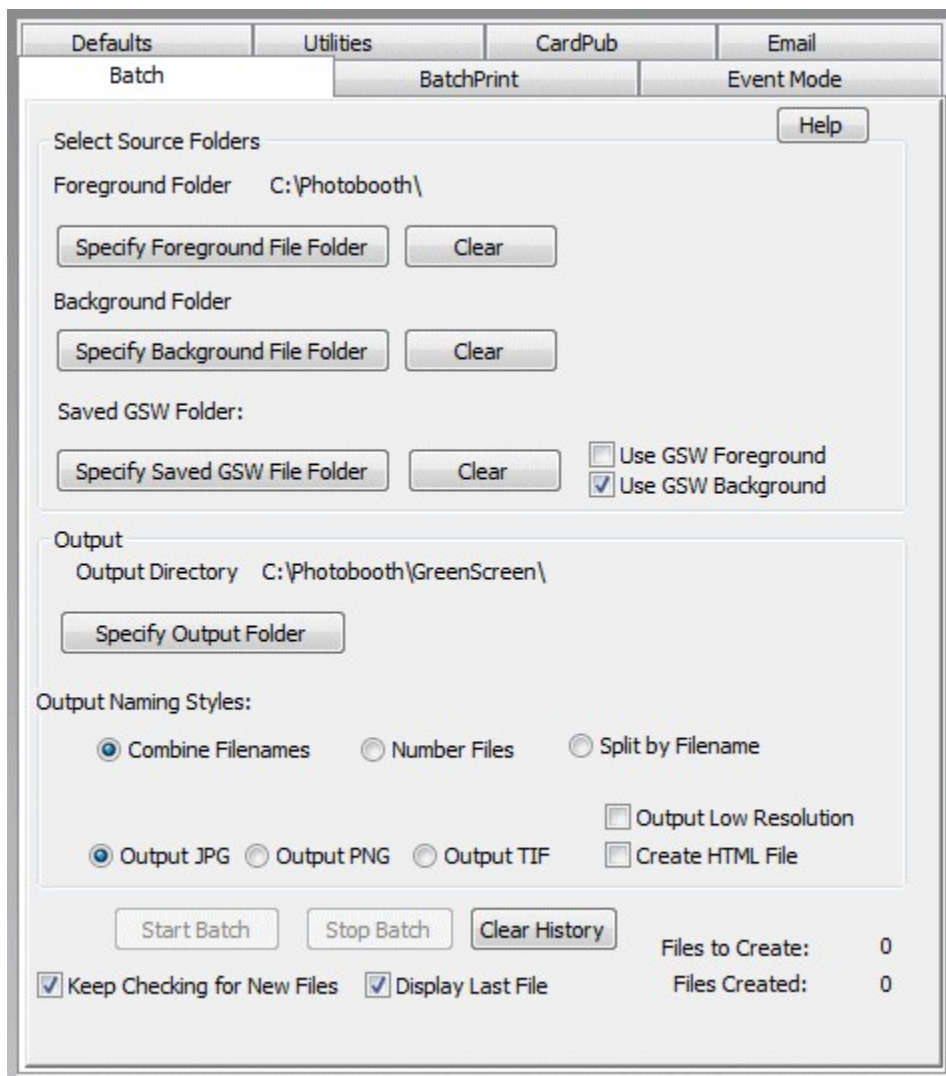 Defaults Utilities CardPub Email
Batch BatchPrint Event Mode
Help
Select Source Folders
Foreground Folder C:\Photobooth\
Specify Foreground File Folder Clear
Background Folder
Specify Background File Folder Clear
Saved GSW Folder:
Use GSW Foreground
Specify Saved GSW File Folder Clear
Use GSW Background
Output
Output Directory C:\Photobooth\GreenScreen\
Specify Output Folder
Output Naming Styles:
Combine Filenames Number Files Split by Filename
Output Low Resolution
Output JPG Output PNG Output TIF Create HTML File
Start Batch Stop Batch Clear History
Files to Create: 0
Keep Checking for New Files Display Last File Files Created: 0